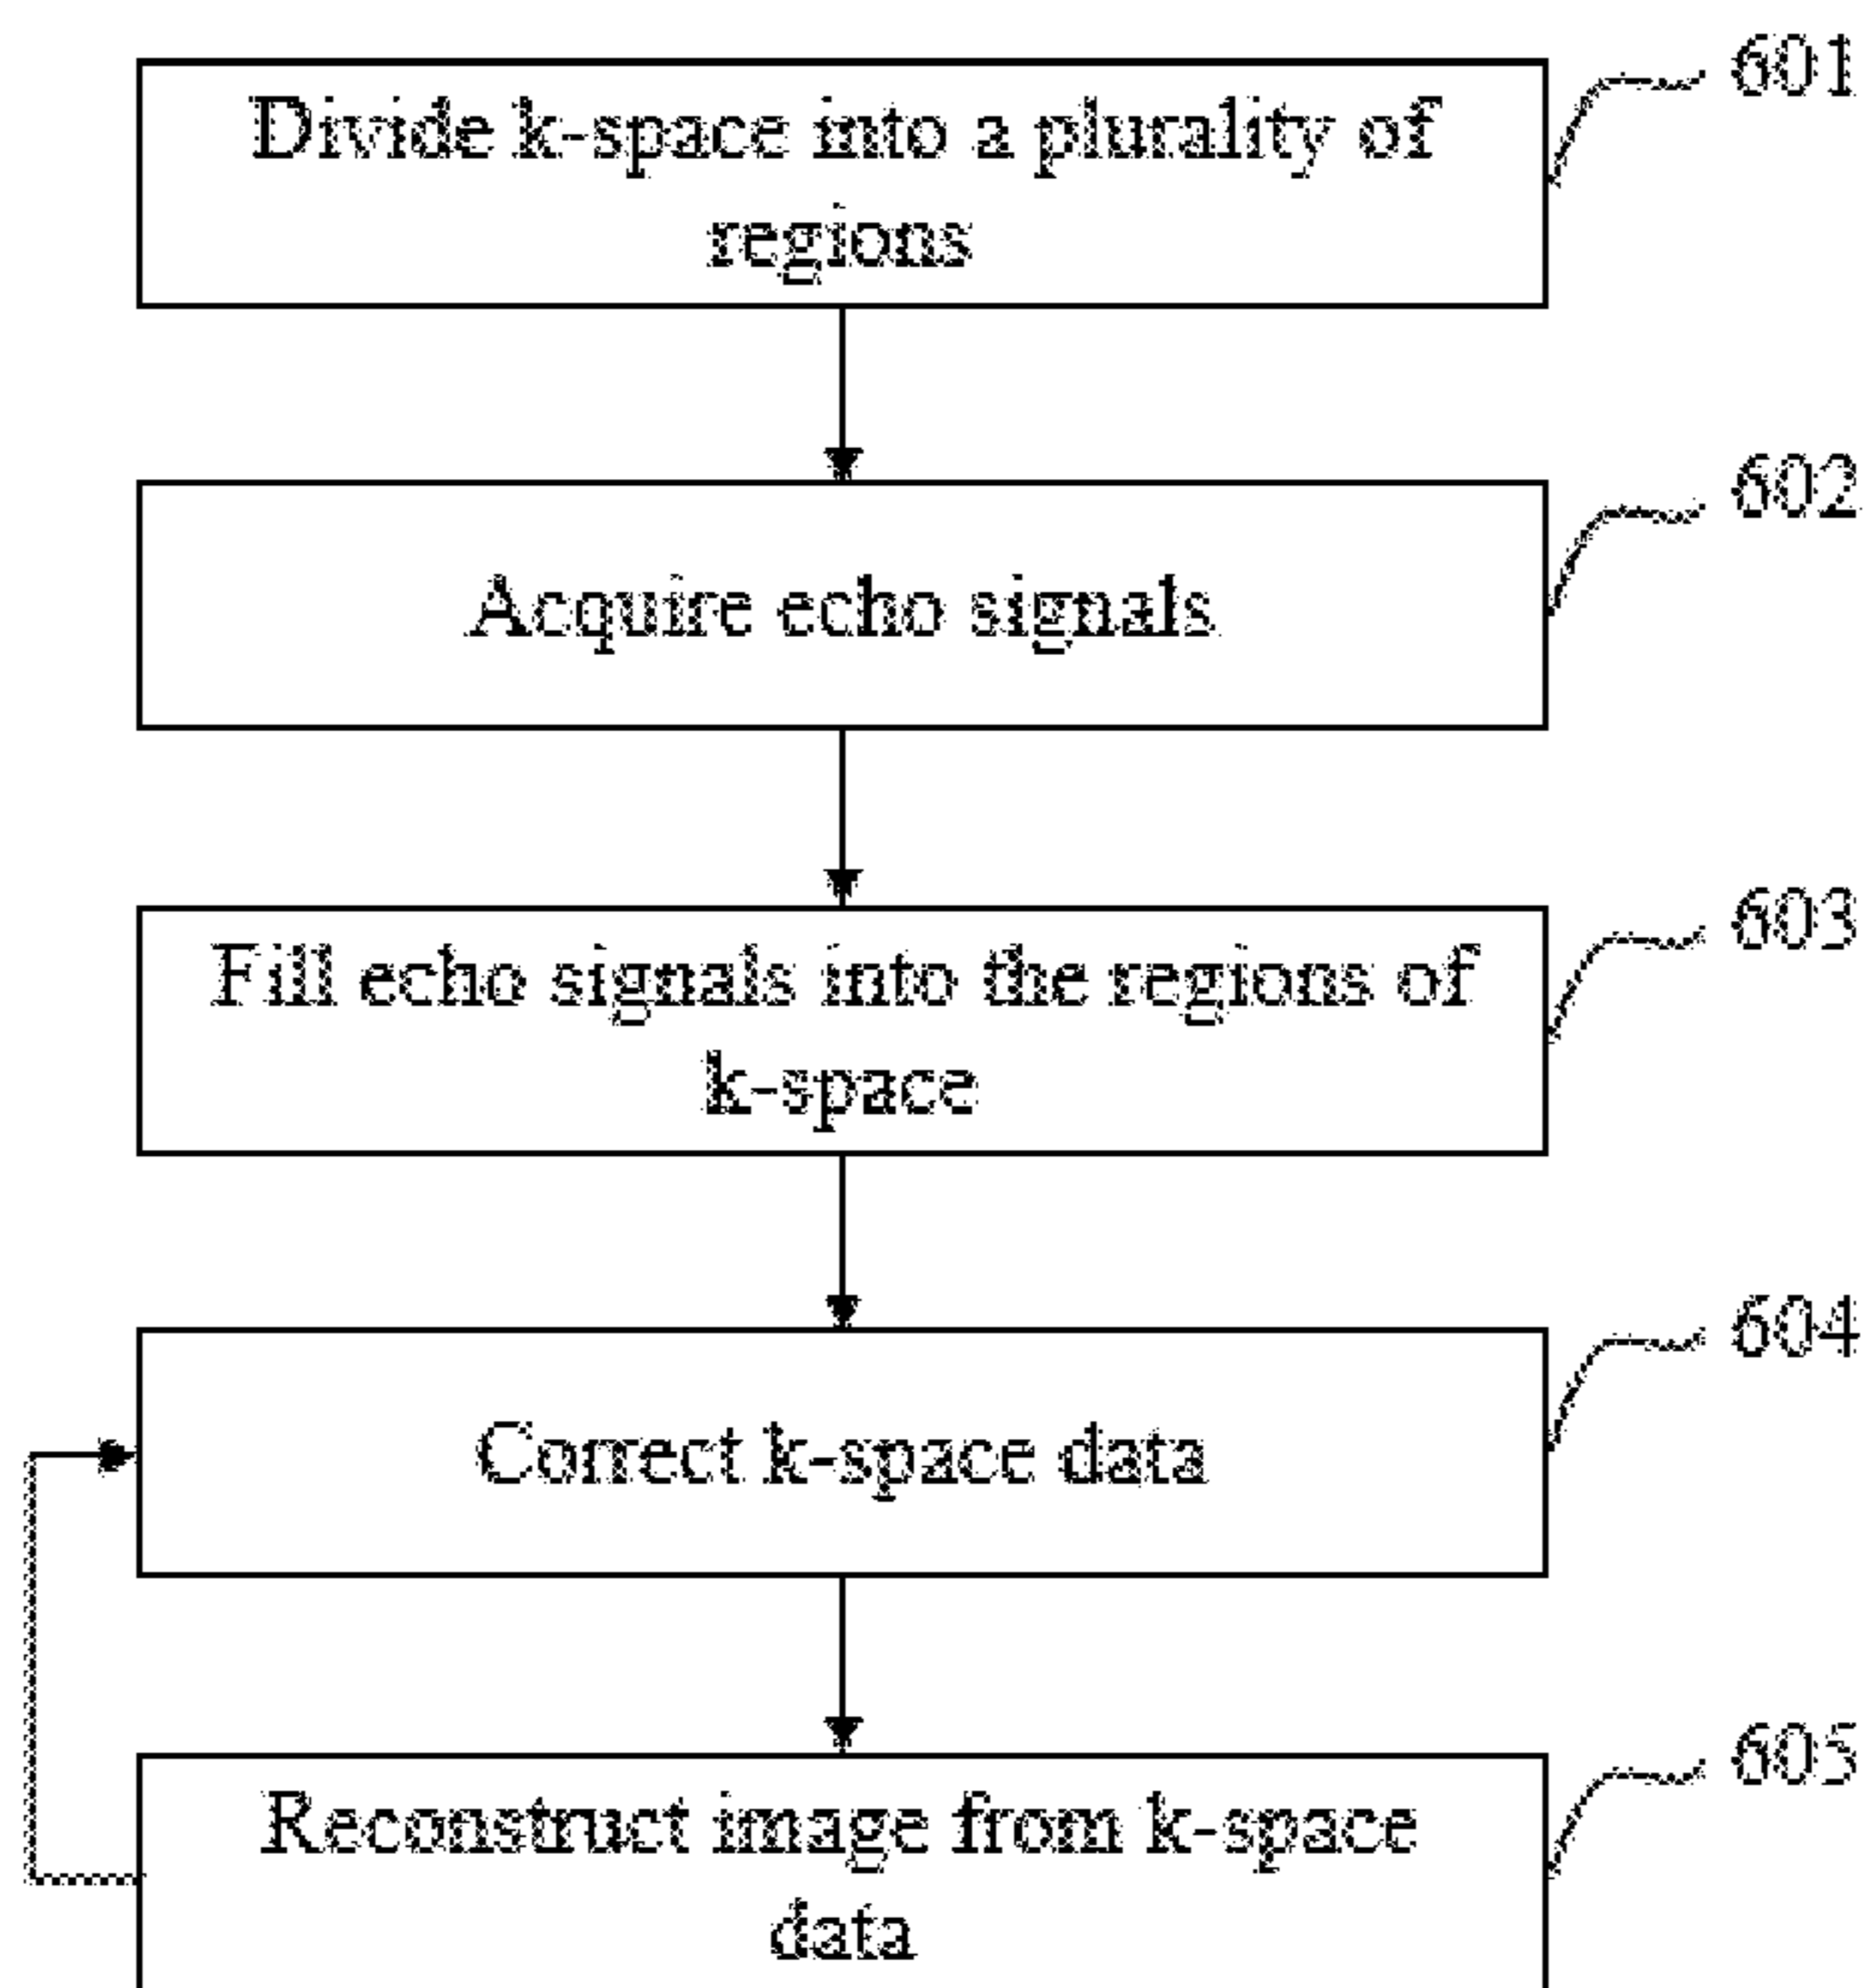 601
Divide k-space into a plurality of
regions
602
Acquire echo signals
603
Fill echo signals into the regions of
k-space
604
Correct k-space data
605
Reconstruct image from k-space
data